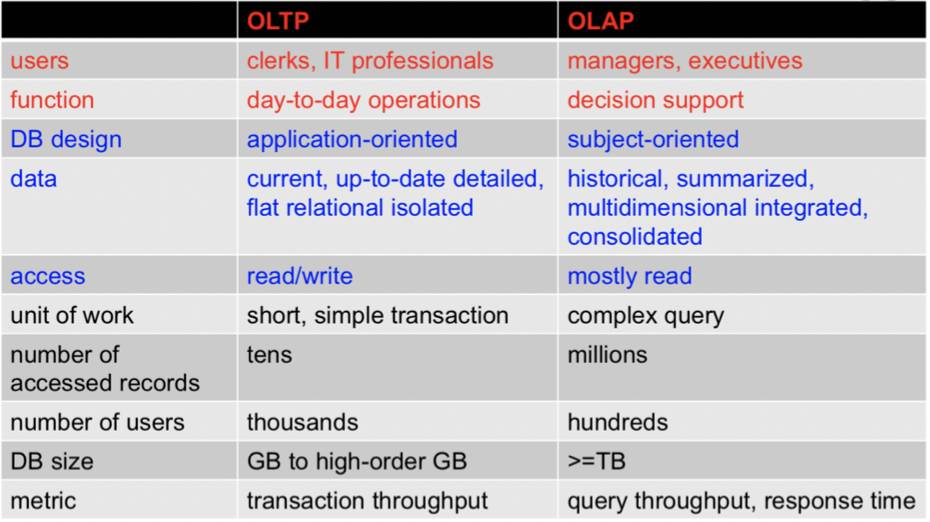 OLTP OLAP
users clerks, IT professionals managers, executives
function day-to-day operations decision support
DB design application-oriented subject-oriented
data current, up-to-date detailed, historical, summarized,
flat relational isolated multidimensional integrated,
consolidated
access read/write mostly read
unit of work short, simple transaction complex query
number of tens millions
accessed records
number of users thousands hundreds
DB size GB to high-order GB >=TB
metric transaction throughput query throughput, response time